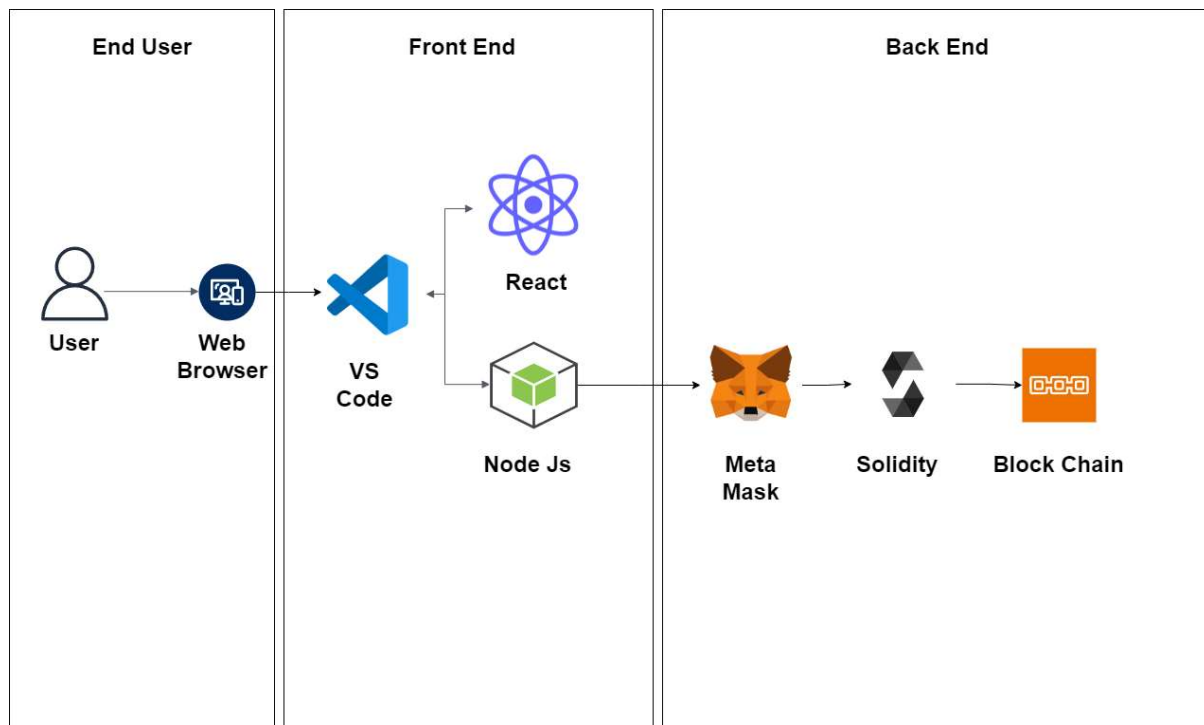 End User
Front End
Back End
User
Web
Browser
VS
Code
React
Node Js
Meta
Mask
Solidity
Block Chain